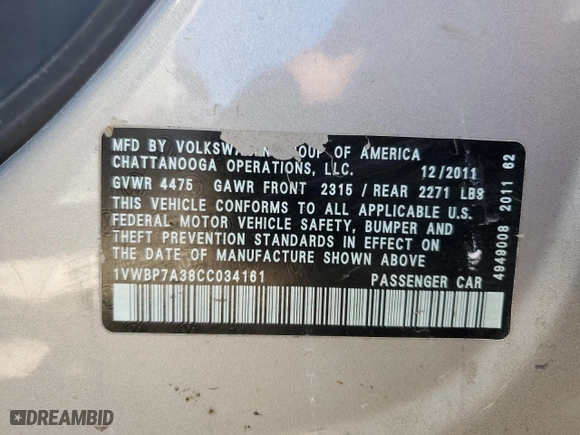 MFD BY VOLKSWAGEN GROUP OF AMERICA
CHATTANOOGA OPERATIONS, LLC. 12/2011
GVWR 4475 GAWR FRONT 2315 / REAR 2271 LBS
THIS VEHICLE CONFORMS TO ALL APPLICABLE U.S.
FEDERAL MOTOR VEHICLE SAFETY, BUMPER AND
THEFT PREVENTION STANDARDS IN EFFECT ON
THE DATE OF MANUFACTURE SHOWN ABOVE
1VWBP7A38CC034161 PASSENGER CAR
4949008 2011 62
DREAMBID